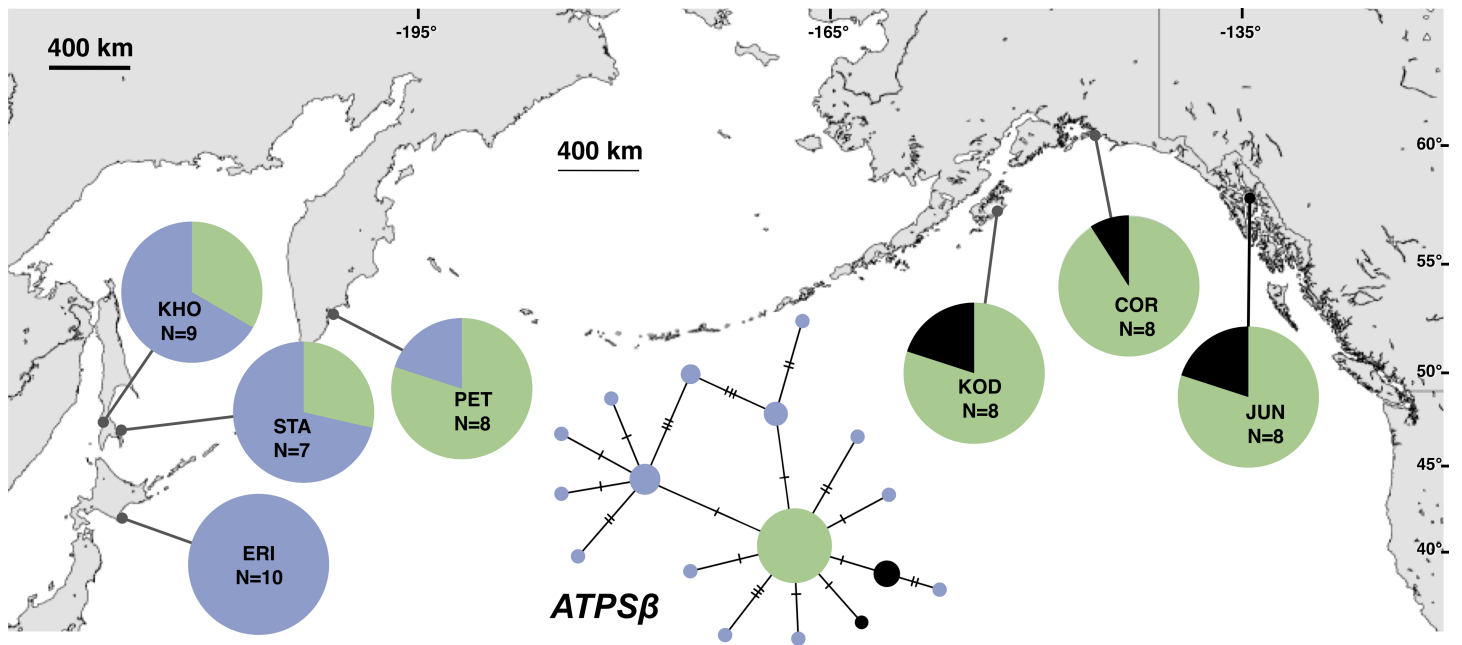 -195°
-165°
-135°
400 km
400 km
60°
55°
50°
45°
40°
KHO
N=9
STA
N=7
PET
N=8
ERI
N=10
KOD
N=8
COR
N=8
JUN
N=8
ATPSβ